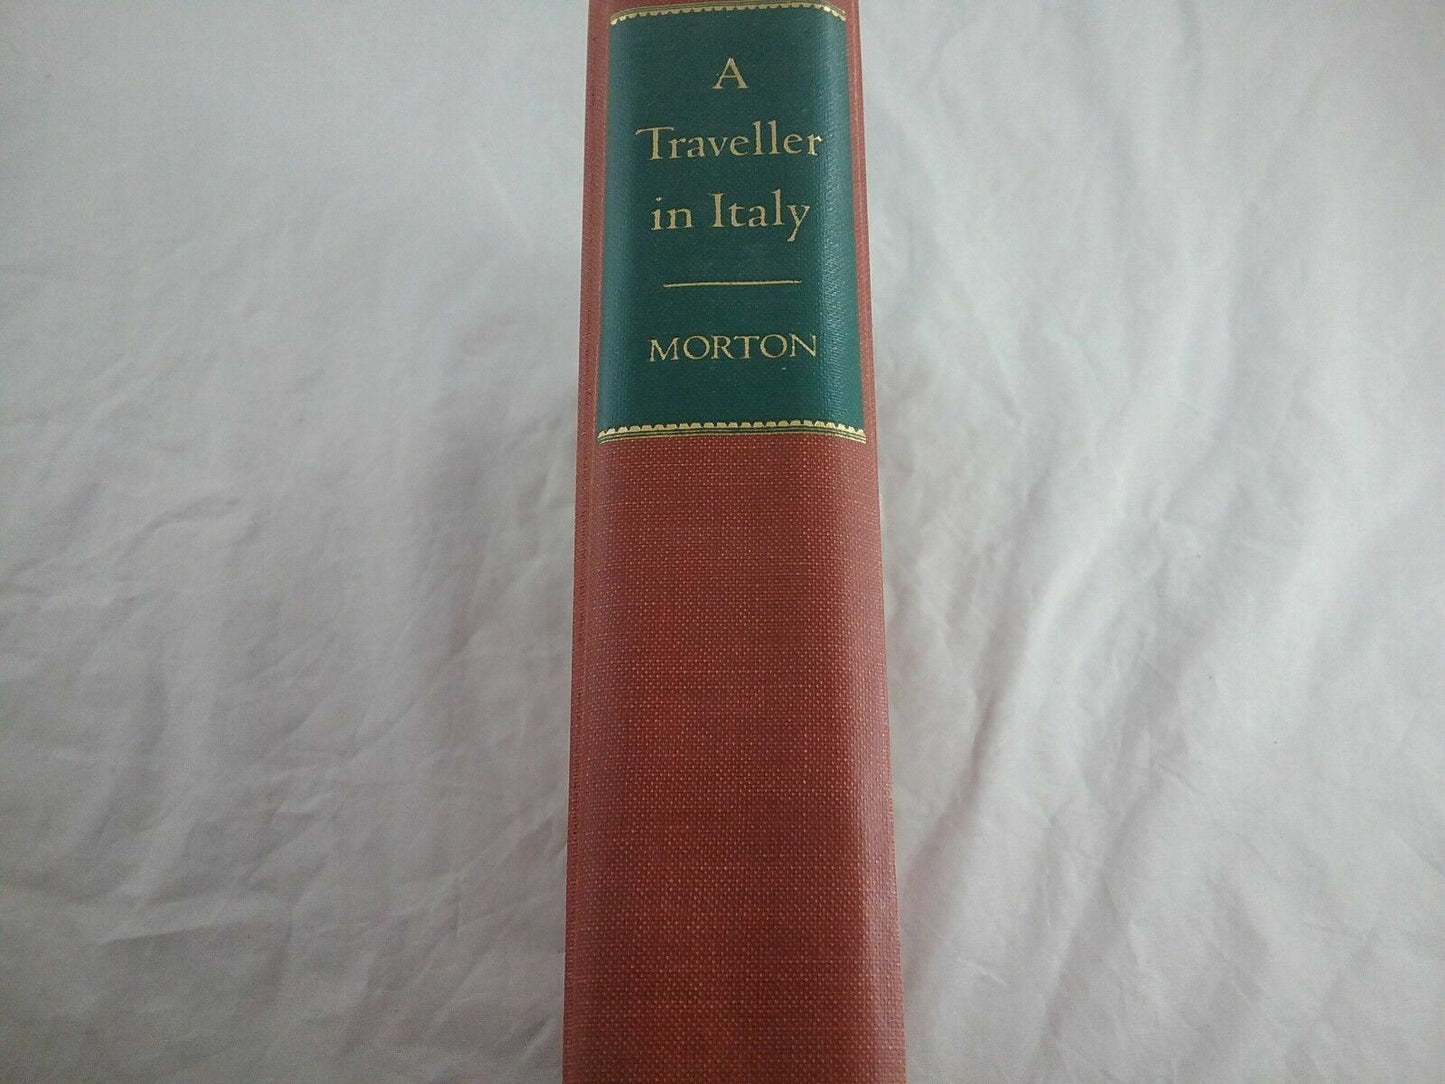 A
Traveller
in Italy
MORTON